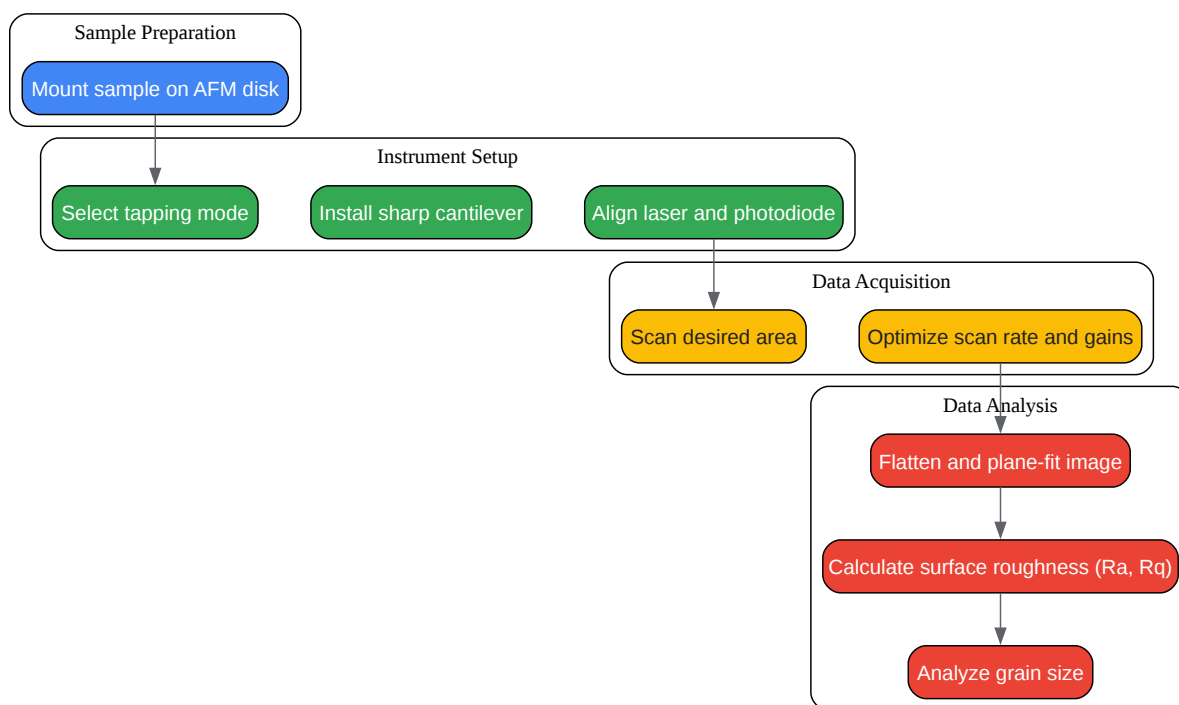 Sample Preparation
Mount sample on AFM disk
Instrument Setup
Select tapping mode
Install sharp cantilever
Align laser and photodiode
Data Acquisition
Scan desired area
Optimize scan rate and gains
Data Analysis
Flatten and plane-fit image
Calculate surface roughness (Ra, Rq)
Analyze grain size